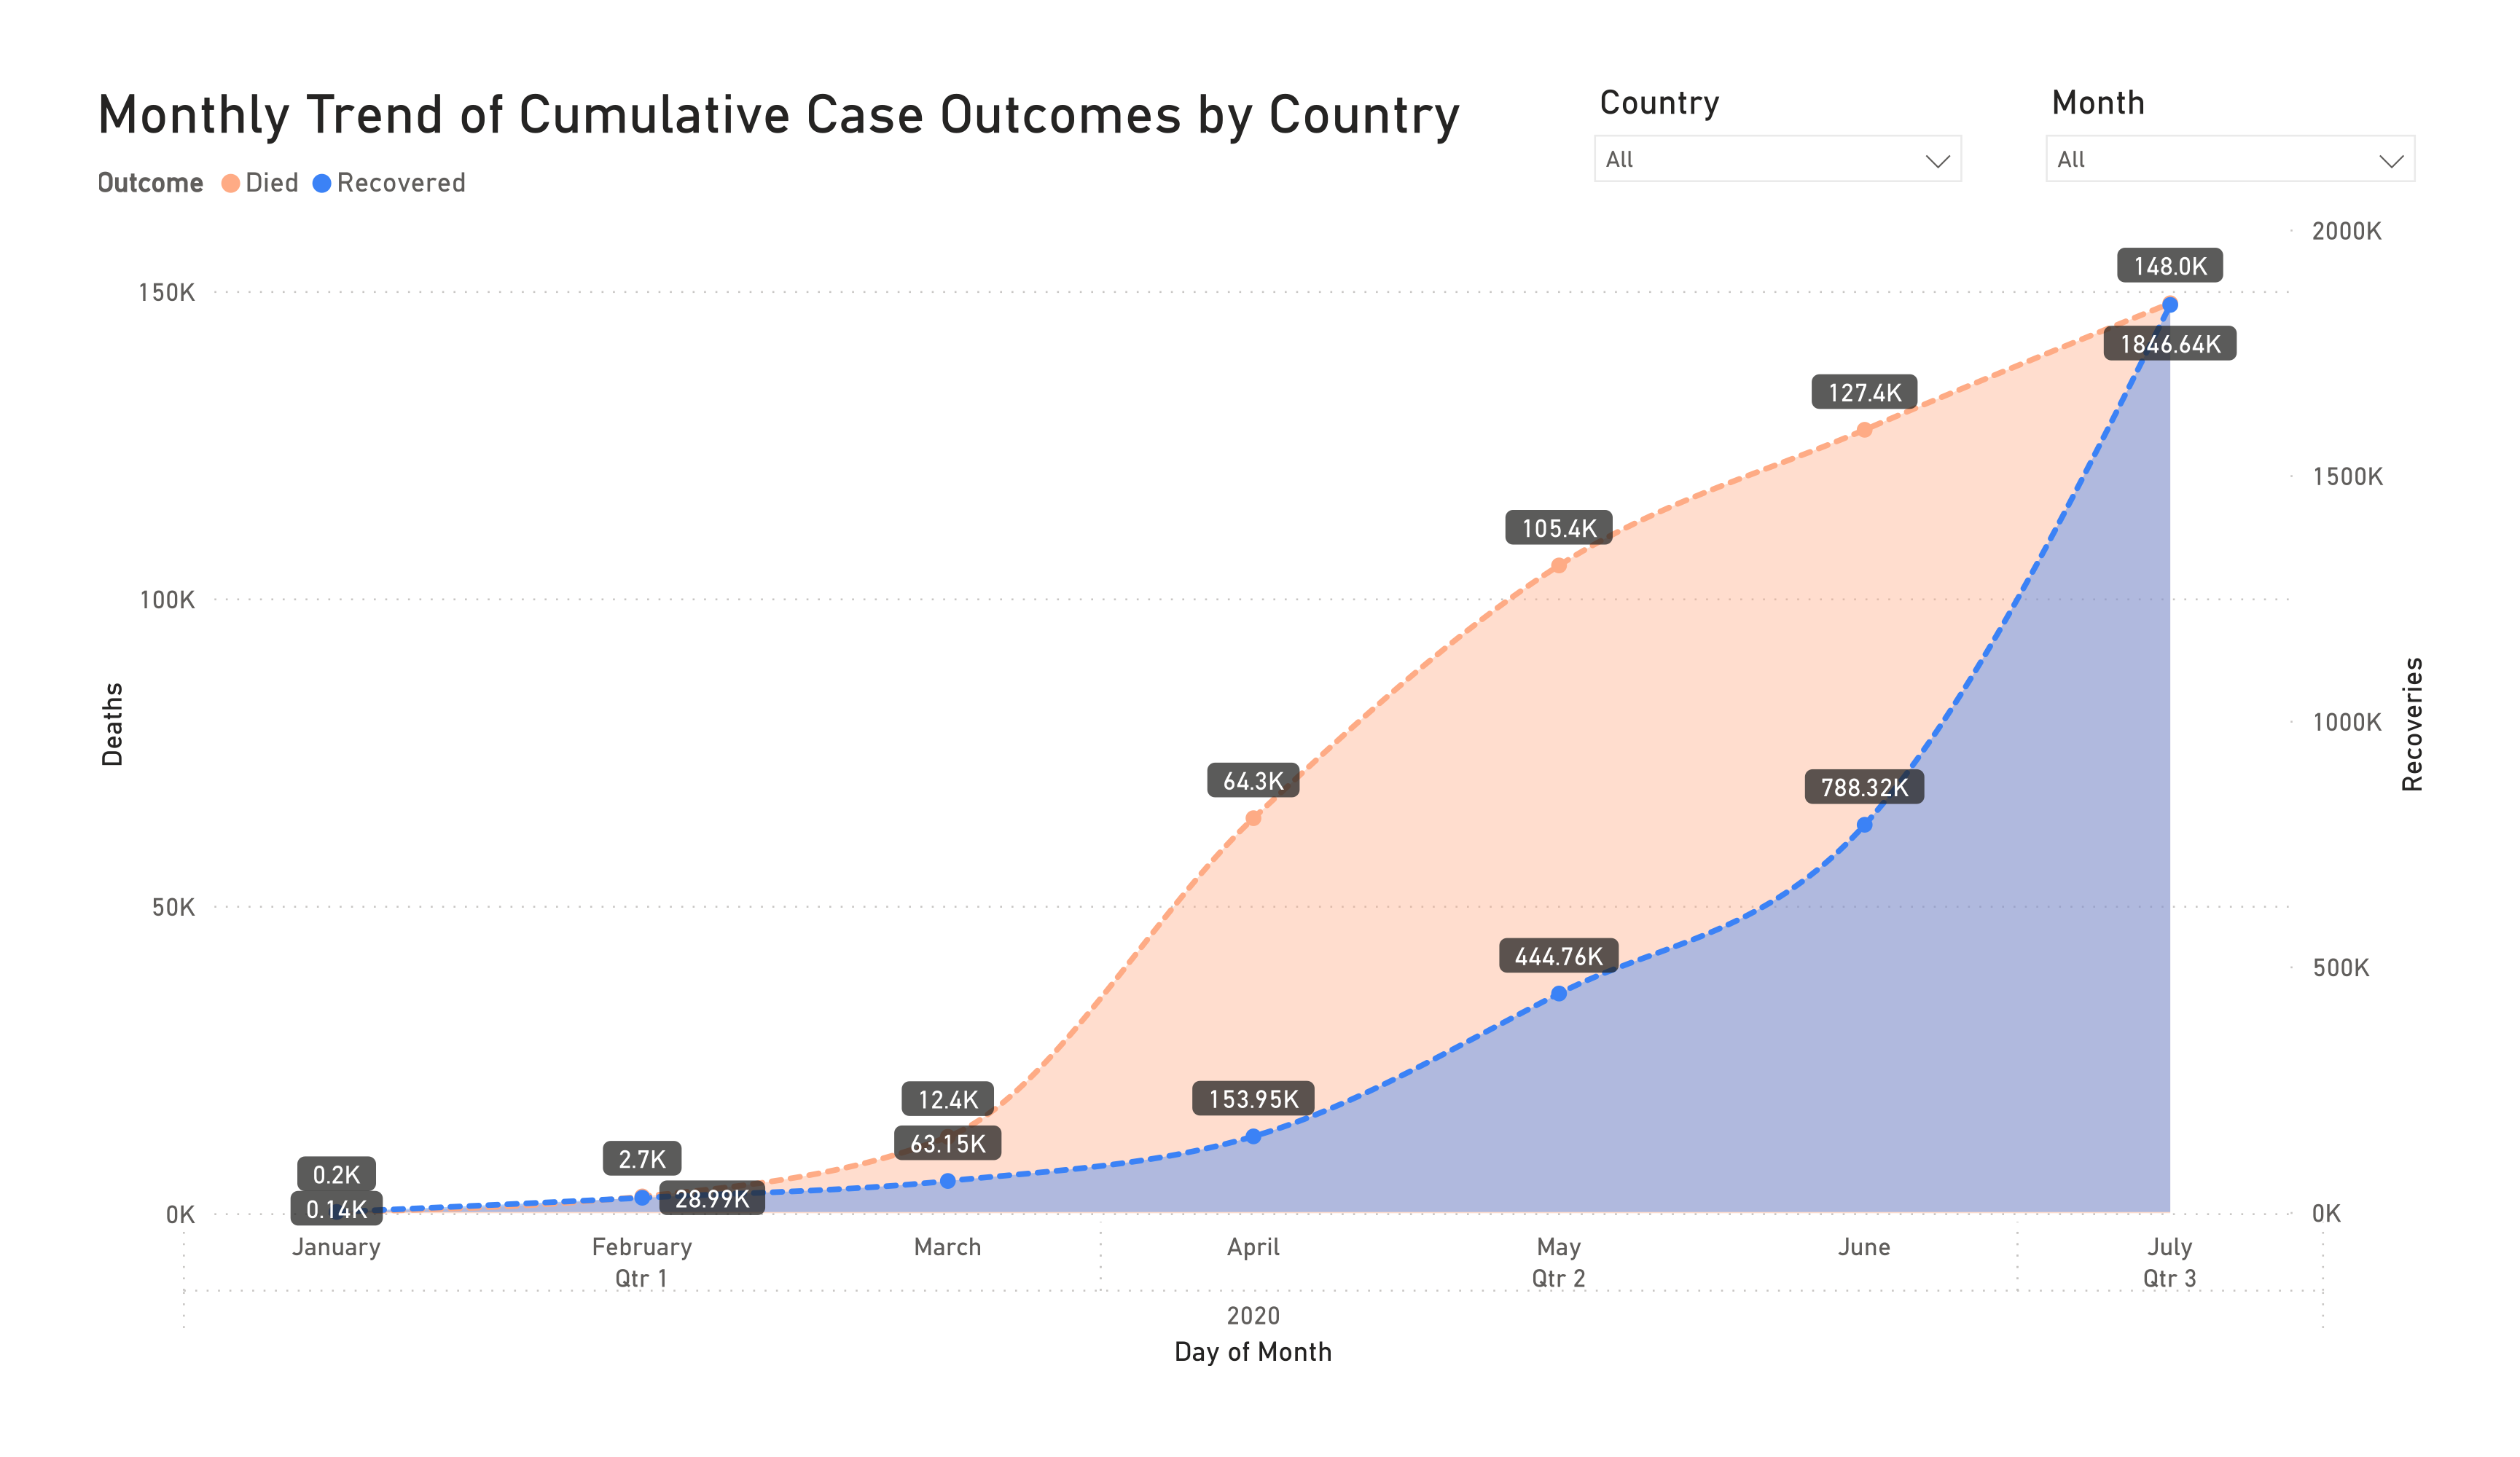 Monthly Trend of Cumulative Case Outcomes by Country
Country
Month
All
All
Outcome Died Recovered
2000K
148.0K
150K
1846.64K
127.4K
1500K
105.4K
100K
1000K
Deaths
Recoveries
64.3K
788.32K
50K
444.76K
500K
12.4K
153.95K
63.15K
2.7K
0.2K
28.99K
0.14K
0K
0K
January February March April May June July
Qtr 1 Qtr 2 Qtr 3
2020
Day of Month